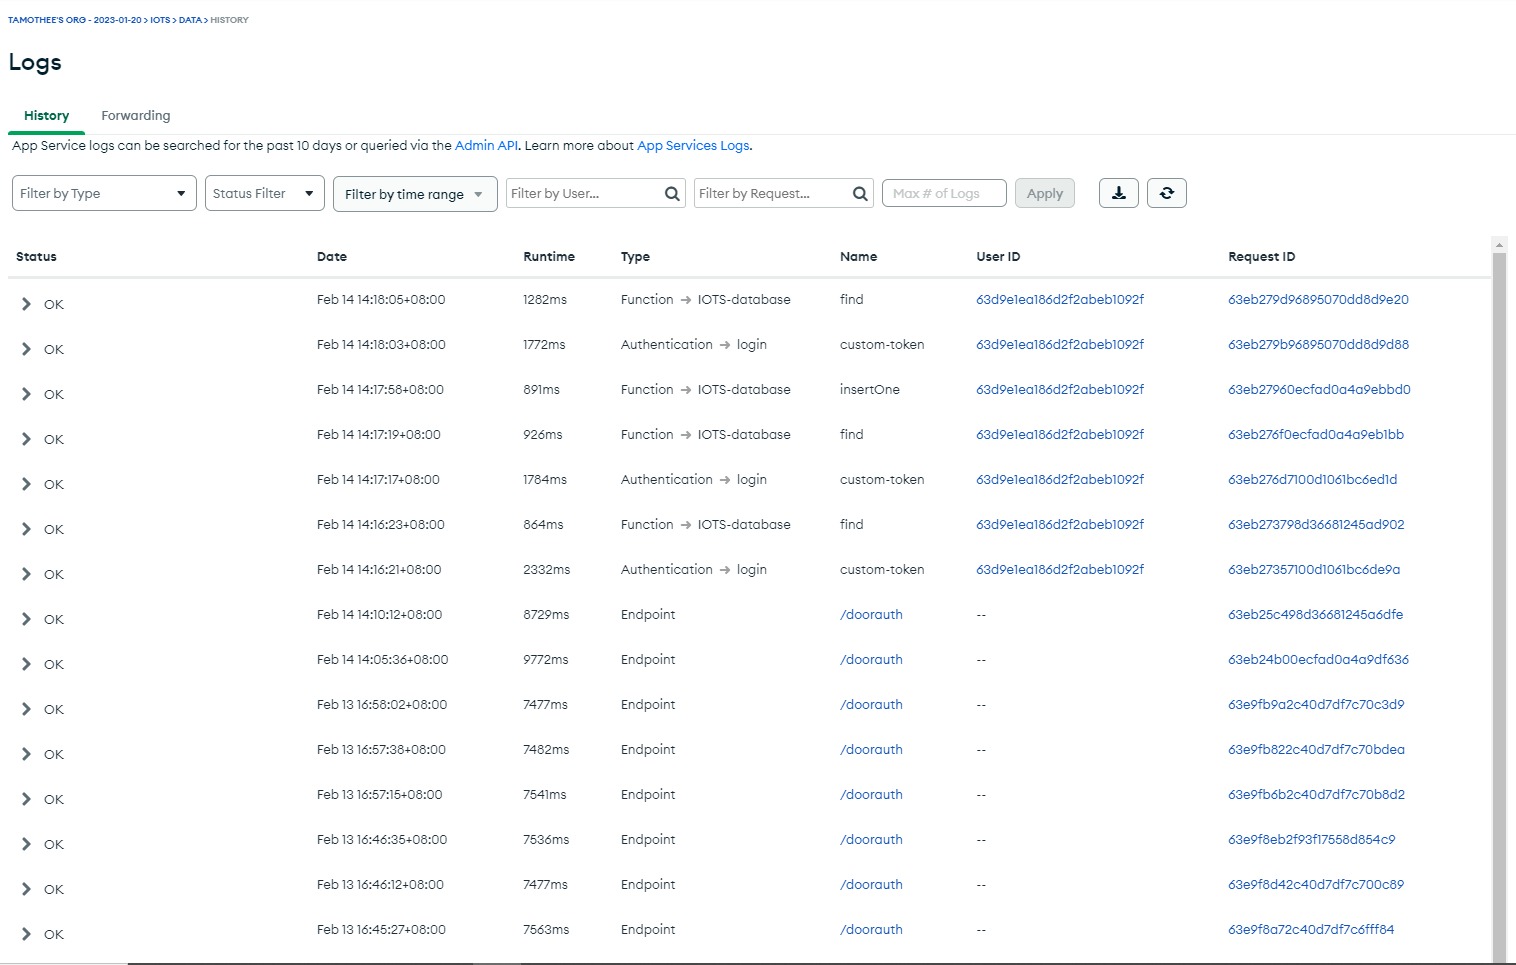 TAMOTHEE'S ORG - 2023-01-20 > IOTS > DATA > HISTORY
Logs
History Forwarding
App Service logs can be searched for the past 10 days or queried via the Admin API. Learn more about App Services Logs.
Filter by Type Status Filter Filter by time range Filter by User... Filter by Request... Max # of Logs Apply
Status Date Runtime Type Name User ID Request ID
OK Feb 14 14:18:05+08:00 1282ms Function → IOTS-database find 63d9e1ea186d2f2abeb1092f 63eb279d96895070dd8d9e20
OK Feb 14 14:18:03+08:00 1772ms Authentication → login custom-token 63d9e1ea186d2f2abeb1092f 63eb279b96895070dd8d9d88
OK Feb 14 14:17:58+08:00 891ms Function → IOTS-database insertOne 63d9e1ea186d2f2abeb1092f 63eb27960ecfad0a4a9ebbd0
OK Feb 14 14:17:19+08:00 926ms Function → IOTS-database find 63d9e1ea186d2f2abeb1092f 63eb276f0ecfad0a4a9eb1bb
OK Feb 14 14:17:17+08:00 1784ms Authentication → login custom-token 63d9e1ea186d2f2abeb1092f 63eb276d7100d1061bc6ed1d
OK Feb 14 14:16:23+08:00 864ms Function → IOTS-database find 63d9e1ea186d2f2abeb1092f 63eb273798d36681245ad902
OK Feb 14 14:16:21+08:00 2332ms Authentication → login custom-token 63d9e1ea186d2f2abeb1092f 63eb27357100d1061bc6de9a
OK Feb 14 14:10:12+08:00 8729ms Endpoint /doorauth -- 63eb25c498d36681245a6dfe
OK Feb 14 14:05:36+08:00 9772ms Endpoint /doorauth -- 63eb24b00ecfad0a4a9df636
OK Feb 13 16:58:02+08:00 7477ms Endpoint /doorauth -- 63e9fb9a2c40d7df7c70c3d9
OK Feb 13 16:57:38+08:00 7482ms Endpoint /doorauth -- 63e9fb822c40d7df7c70bdea
OK Feb 13 16:57:15+08:00 7541ms Endpoint /doorauth -- 63e9fb6b2c40d7df7c70b8d2
OK Feb 13 16:46:35+08:00 7536ms Endpoint /doorauth -- 63e9f8eb2f93f17558d854c9
OK Feb 13 16:46:12+08:00 7477ms Endpoint /doorauth -- 63e9f8d42c40d7df7c700c89
OK Feb 13 16:45:27+08:00 7563ms Endpoint /doorauth -- 63e9f8a72c40d7df7c6fff84